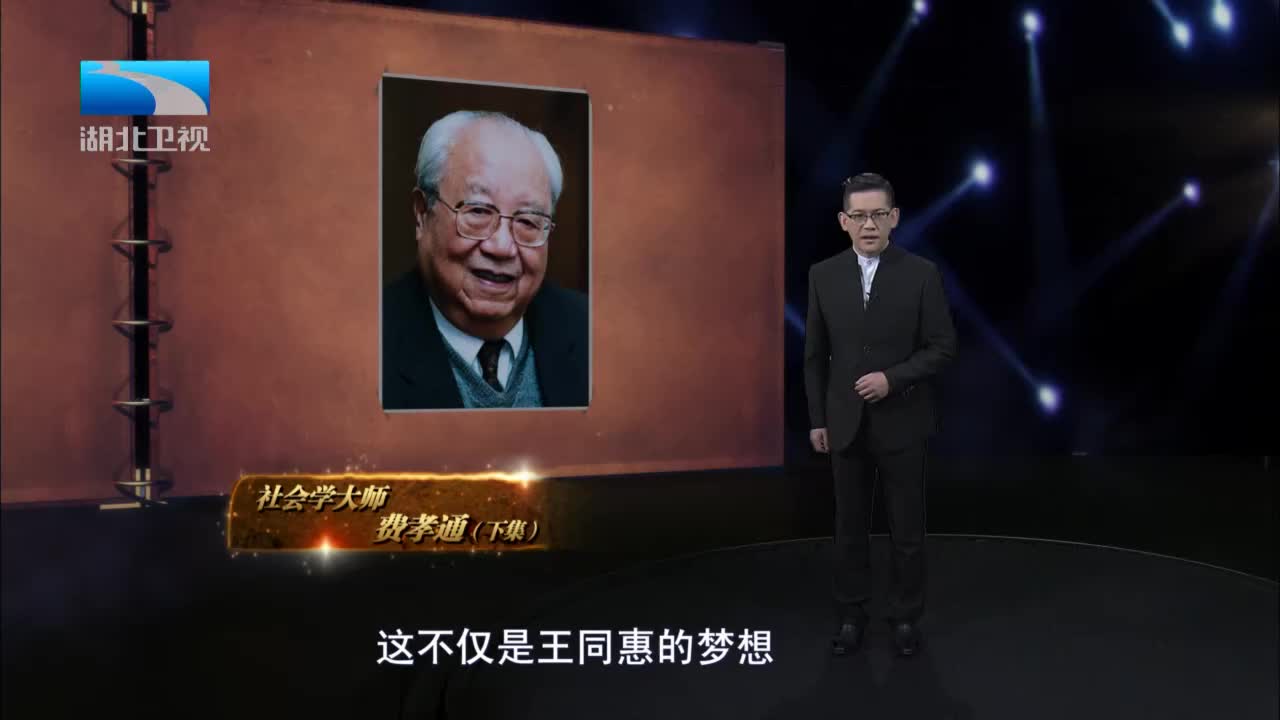 湖北卫视
社会学大师
费孝通（下集）
这不仅是王同惠的梦想